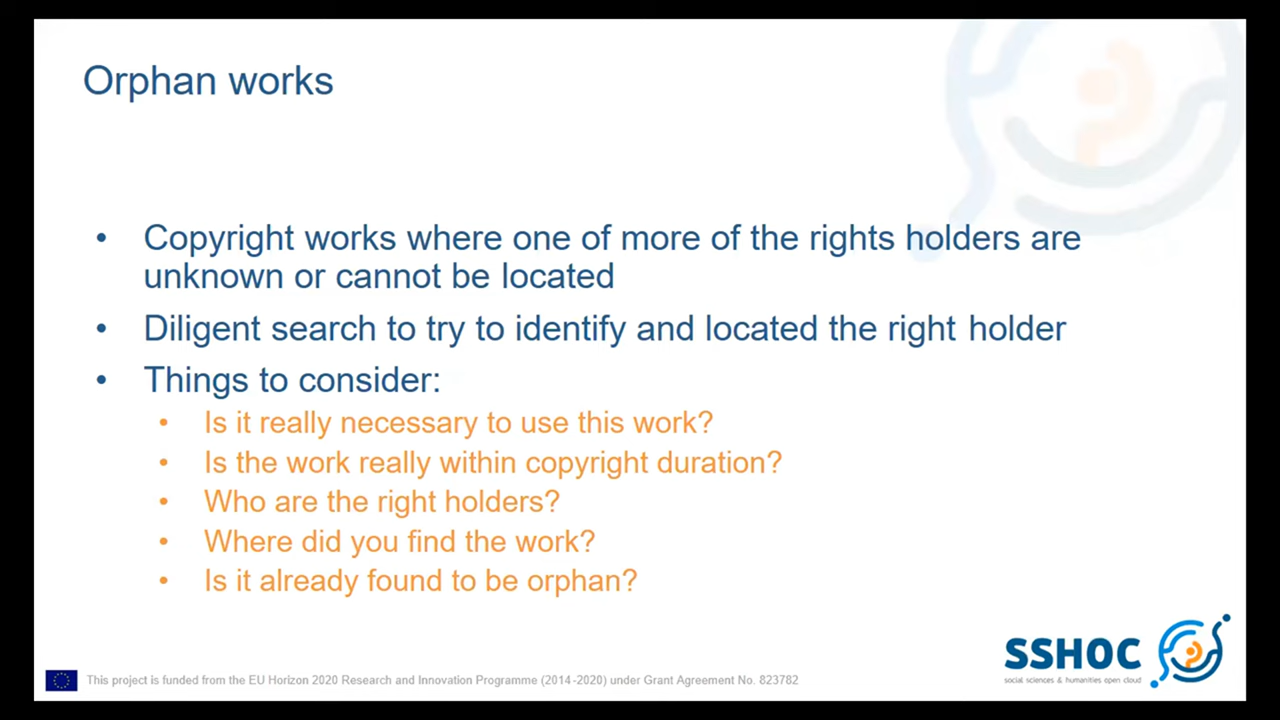 Orphan works
• Copyright works where one of more of the rights holders are
unknown or cannot be located
• Diligent search to try to identify and located the right holder
• Things to consider:
• Is it really necessary to use this work?
• Is the work really within copyright duration?
• Who are the right holders?
• Where did you find the work?
• Is it already found to be orphan?
SSHOC
social sciences & humanities open cloud
This project is funded from the EU Horizon 2020 Research and Innovation Programme (2014-2020) under Grant Agreement No. 823782